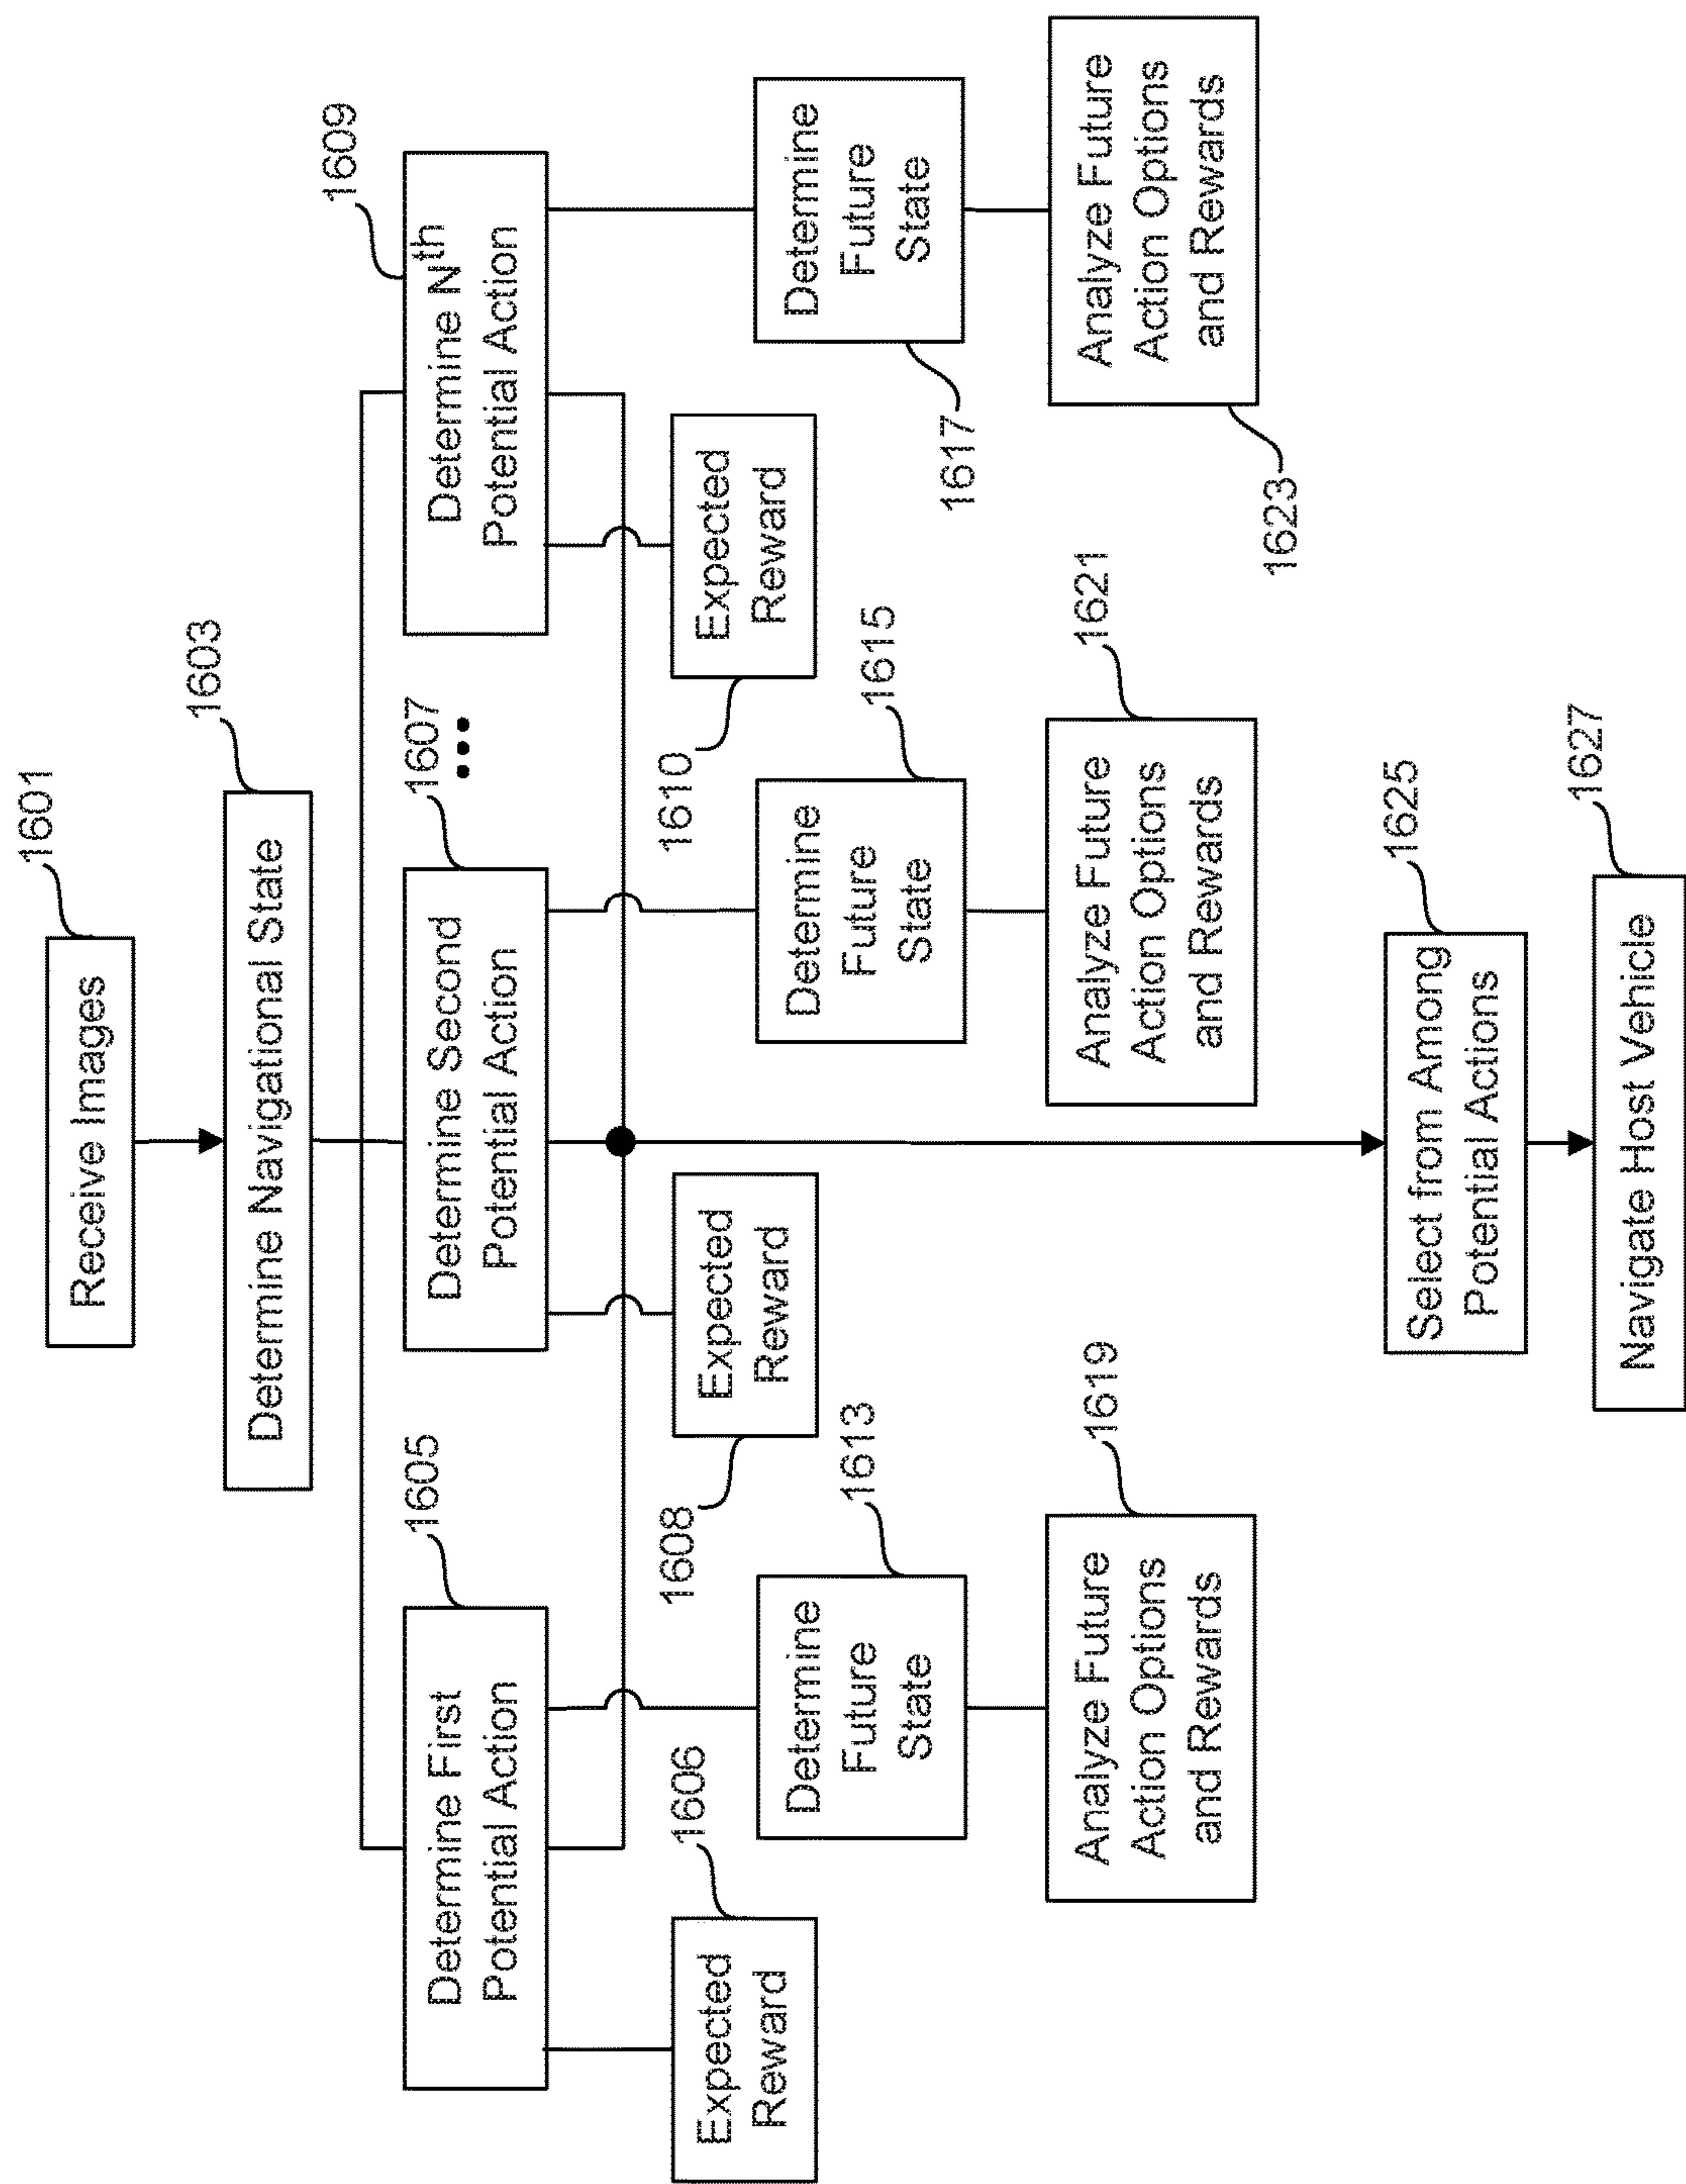 1601
Receive Images
1603
Determine Navigational State
1605
Determine First
Potential Action
1607
Determine Second
Potential Action
...
1609
Determine Nth
Potential Action
1606
Expected
Reward
1608
Expected
Reward
1610
Expected
Reward
1613
Determine
Future
State
1615
Determine
Future
State
1617
Determine
Future
State
1619
Analyze Future
Action Options
and Rewards
1621
Analyze Future
Action Options
and Rewards
1623
Analyze Future
Action Options
and Rewards
1625
Select from Among
Potential Actions
1627
Navigate Host Vehicle